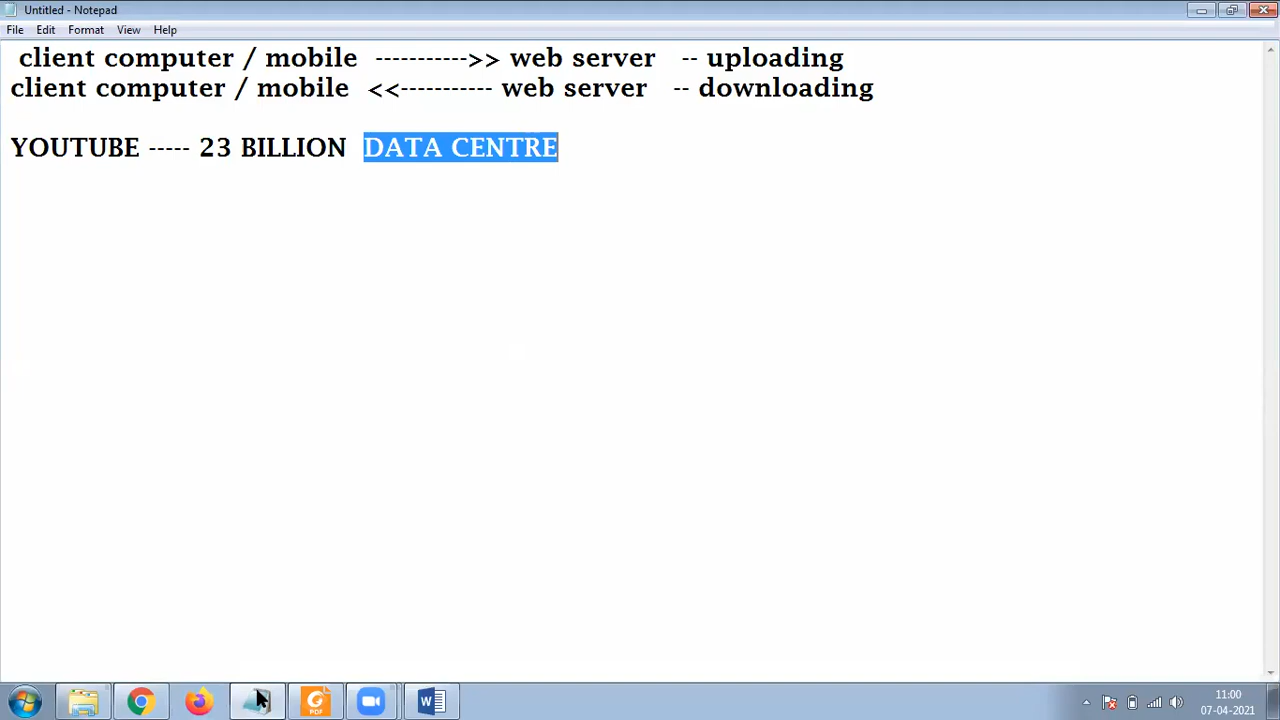 Untitled - Notepad
File Edit Format View Help
client computer / mobile ----------->> web server -- uploading
client computer / mobile <<----------- web server -- downloading
YOUTUBE ----- 23 BILLION DATA CENTRE
PDF
W
11:00
07-04-2021